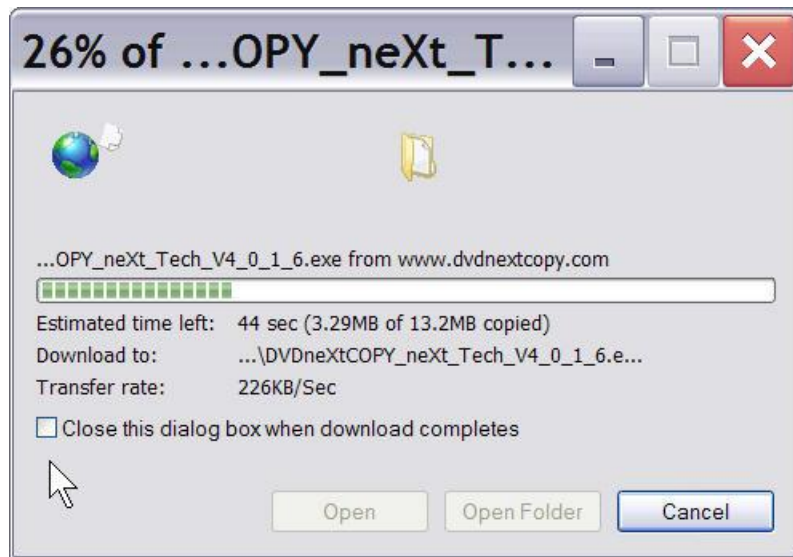 26% of ...OPY_neXt_T...
...OPY_neXt_Tech_V4_0_1_6.exe from www.dvdnextcopy.com
Estimated time left: 44 sec (3.29MB of 13.2MB copied)
Download to: ...\DVDneXtCOPY_neXt_Tech_V4_0_1_6.e...
Transfer rate: 226KB/Sec
Close this dialog box when download completes
Open Open Folder Cancel